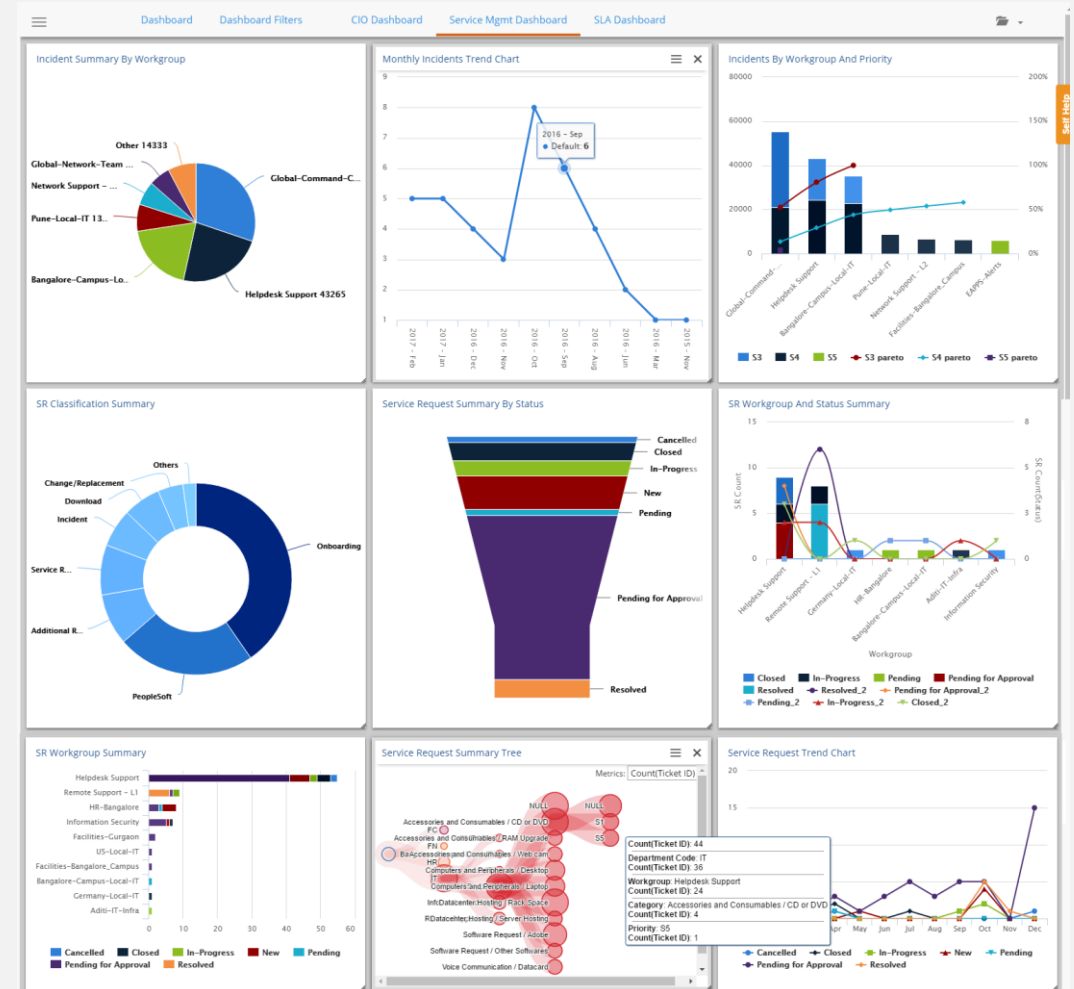 Dashboard Dashboard Filters CIO Dashboard Service Mgmt Dashboard SLA Dashboard
Self Help
Incident Summary By Workgroup
Other 14333
Global-Network-Team ...
Network Support - ...
Pune-Local-IT 13...
Bangalore-Campus-Lo...
Global-Command-C...
Helpdesk Support 43265
Monthly Incidents Trend Chart
9
8
7
6
5
4
3
2
1
2016 - Sep
Default: 6
2017 - Feb
2017 - Jan
2016 - Dec
2016 - Nov
2016 - Oct
2016 - Sep
2016 - Aug
2016 - Jun
2016 - Mar
2015 - Nov
Incidents By Workgroup And Priority
80000
60000
40000
20000
0
200%
150%
100%
50%
0%
Global-Command-...
Helpdesk Support
Bangalore-Campus-Local-IT
Pune-Local-IT
Network Support - L2
Facilities-Bangalore_Campus
EAPPS-Alerts
S3 S4 S5 S3 pareto S4 pareto S5 pareto
SR Classification Summary
Others
Change/Replacement
Download
Incident
Service R...
Additional R...
PeopleSoft
Onboarding
Service Request Summary By Status
Cancelled
Closed
In-Progress
New
Pending
Pending for Approval
Resolved
SR Workgroup And Status Summary
15
10
5
0
SR Count
8
5
3
0
SR Count(Status)
Helpdesk Support
Remote Support - L1
Germany-Local-IT
HR-Bangalore
Bangalore-Campus-Local-IT
Aditi-IT-Infra
Information Security
Workgroup
Closed In-Progress Pending Pending for Approval
Resolved Resolved_2 Pending for Approval_2
Pending_2 In-Progress_2 Closed_2
SR Workgroup Summary
Helpdesk Support
Remote Support - L1
HR-Bangalore
Information Security
Facilities-Gurgaon
US-Local-IT
Facilities-Bangalore_Campus
Bangalore-Campus-Local-IT
Germany-Local-IT
Aditi-IT-Infra
0 10 20 30 40 50 60
Cancelled Closed In-Progress New Pending
Pending for Approval Resolved
Service Request Summary Tree
Metrics: Count(Ticket ID)
NULL NULL
Accessories and Consumables / CD or DVD S1
FC
Accessories and Consumables / RAM Upgrade S5
FN
Accessories and Consumables / Web cam
HR
Computers and Peripherals / Desktop
IT
Computers and Peripherals / Laptop
Datacenter Hosting / Rack Space
Datacenter Hosting / Server Hosting
Software Request / Adobe
Software Request / Other Softwares
Voice Communication / Datacard
Count(Ticket ID): 44
Department Code: IT
Count(Ticket ID): 36
Workgroup: Helpdesk Support
Count(Ticket ID): 24
Category: Accessories and Consumables / CD or DVD
Count(Ticket ID): 4
Priority: S5
Count(Ticket ID): 1
Service Request Trend Chart
20
15
May Jun Jul Aug Sep Oct Nov Dec
Cancelled Closed In-Progress New Pending
Pending for Approval Resolved